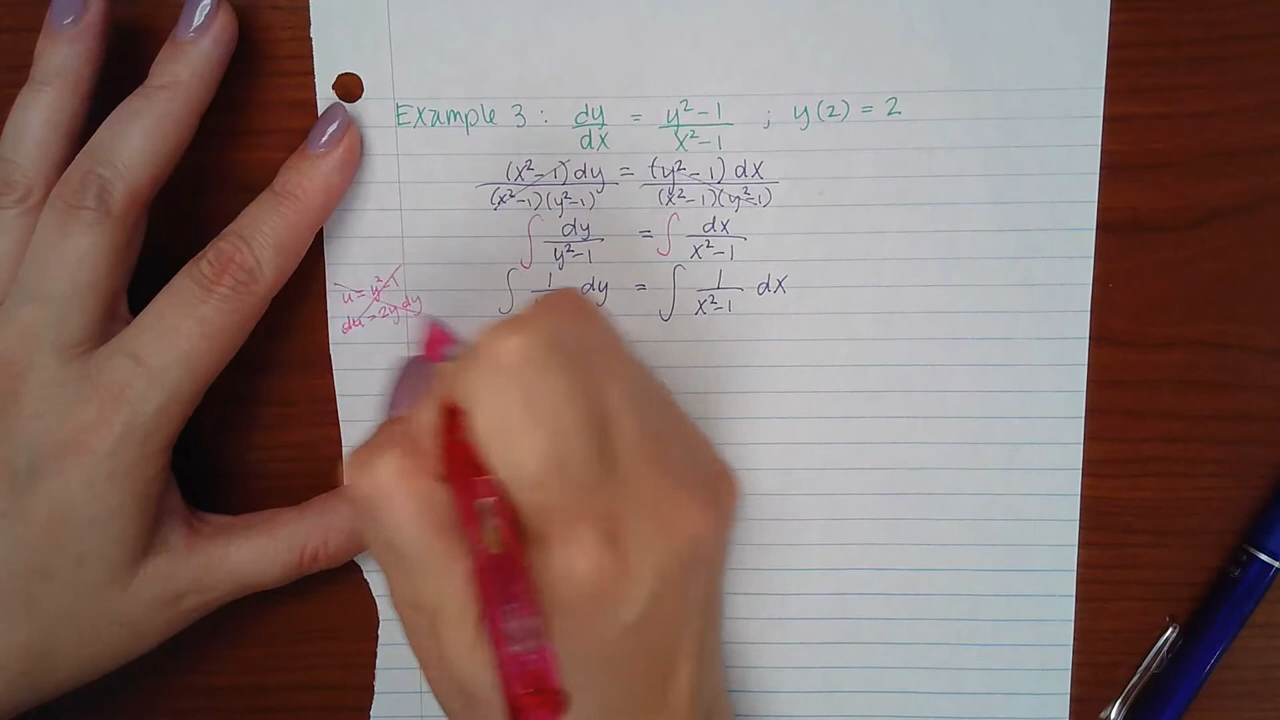 Example 3 : dy/dx = y²-1/x²-1 ; y(2) = 2
(x²-1)dy/(x²-1)(y²-1) = (y²-1)dx/(x²-1)(y²-1)
∫ dy/y²-1 = ∫ dx/x²-1
∫ 1/ dy = ∫ 1/x²-1 dx
u = y²-1
du = 2y dy